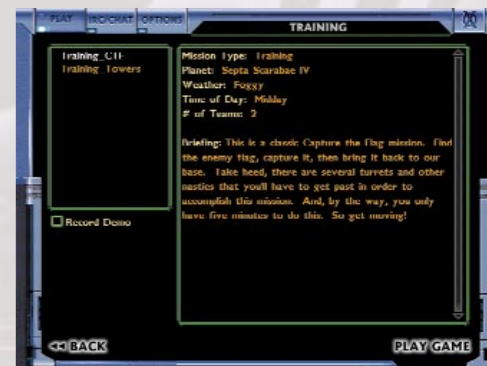 PLAY IRC/CHAT OPTIONS
TRAINING
Training_CTF
Training_Towers
Mission Type: Training
Planet: Septa Scarabae IV
Weather: Foggy
Time of Day: Midday
# of Teams: 2
Briefing: This is a classic Capture the Flag mission. Find
the enemy flag, capture it, then bring it back to our
base. Take heed, there are several turrets and other
nasties that you'll have to get past in order to
accomplish this mission. And, by the way, you only
have five minutes to do this. So get moving!
Record Demo
BACK
PLAY GAME